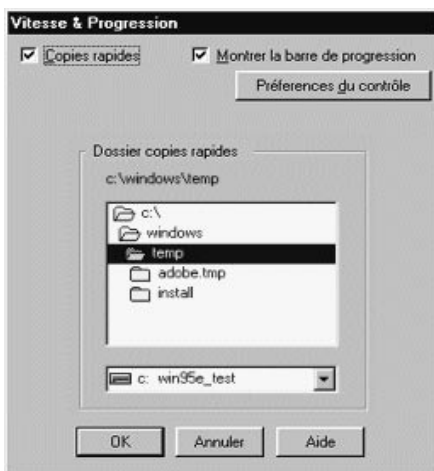 Vitesse & Progression
Copies rapides
Montrer la barre de progression
Préferences du contrôle
Dossier copies rapides
c:\windows\temp
c:\
windows
temp
adobe.tmp
install
c: win95e_test
OK
Annuler
Aide